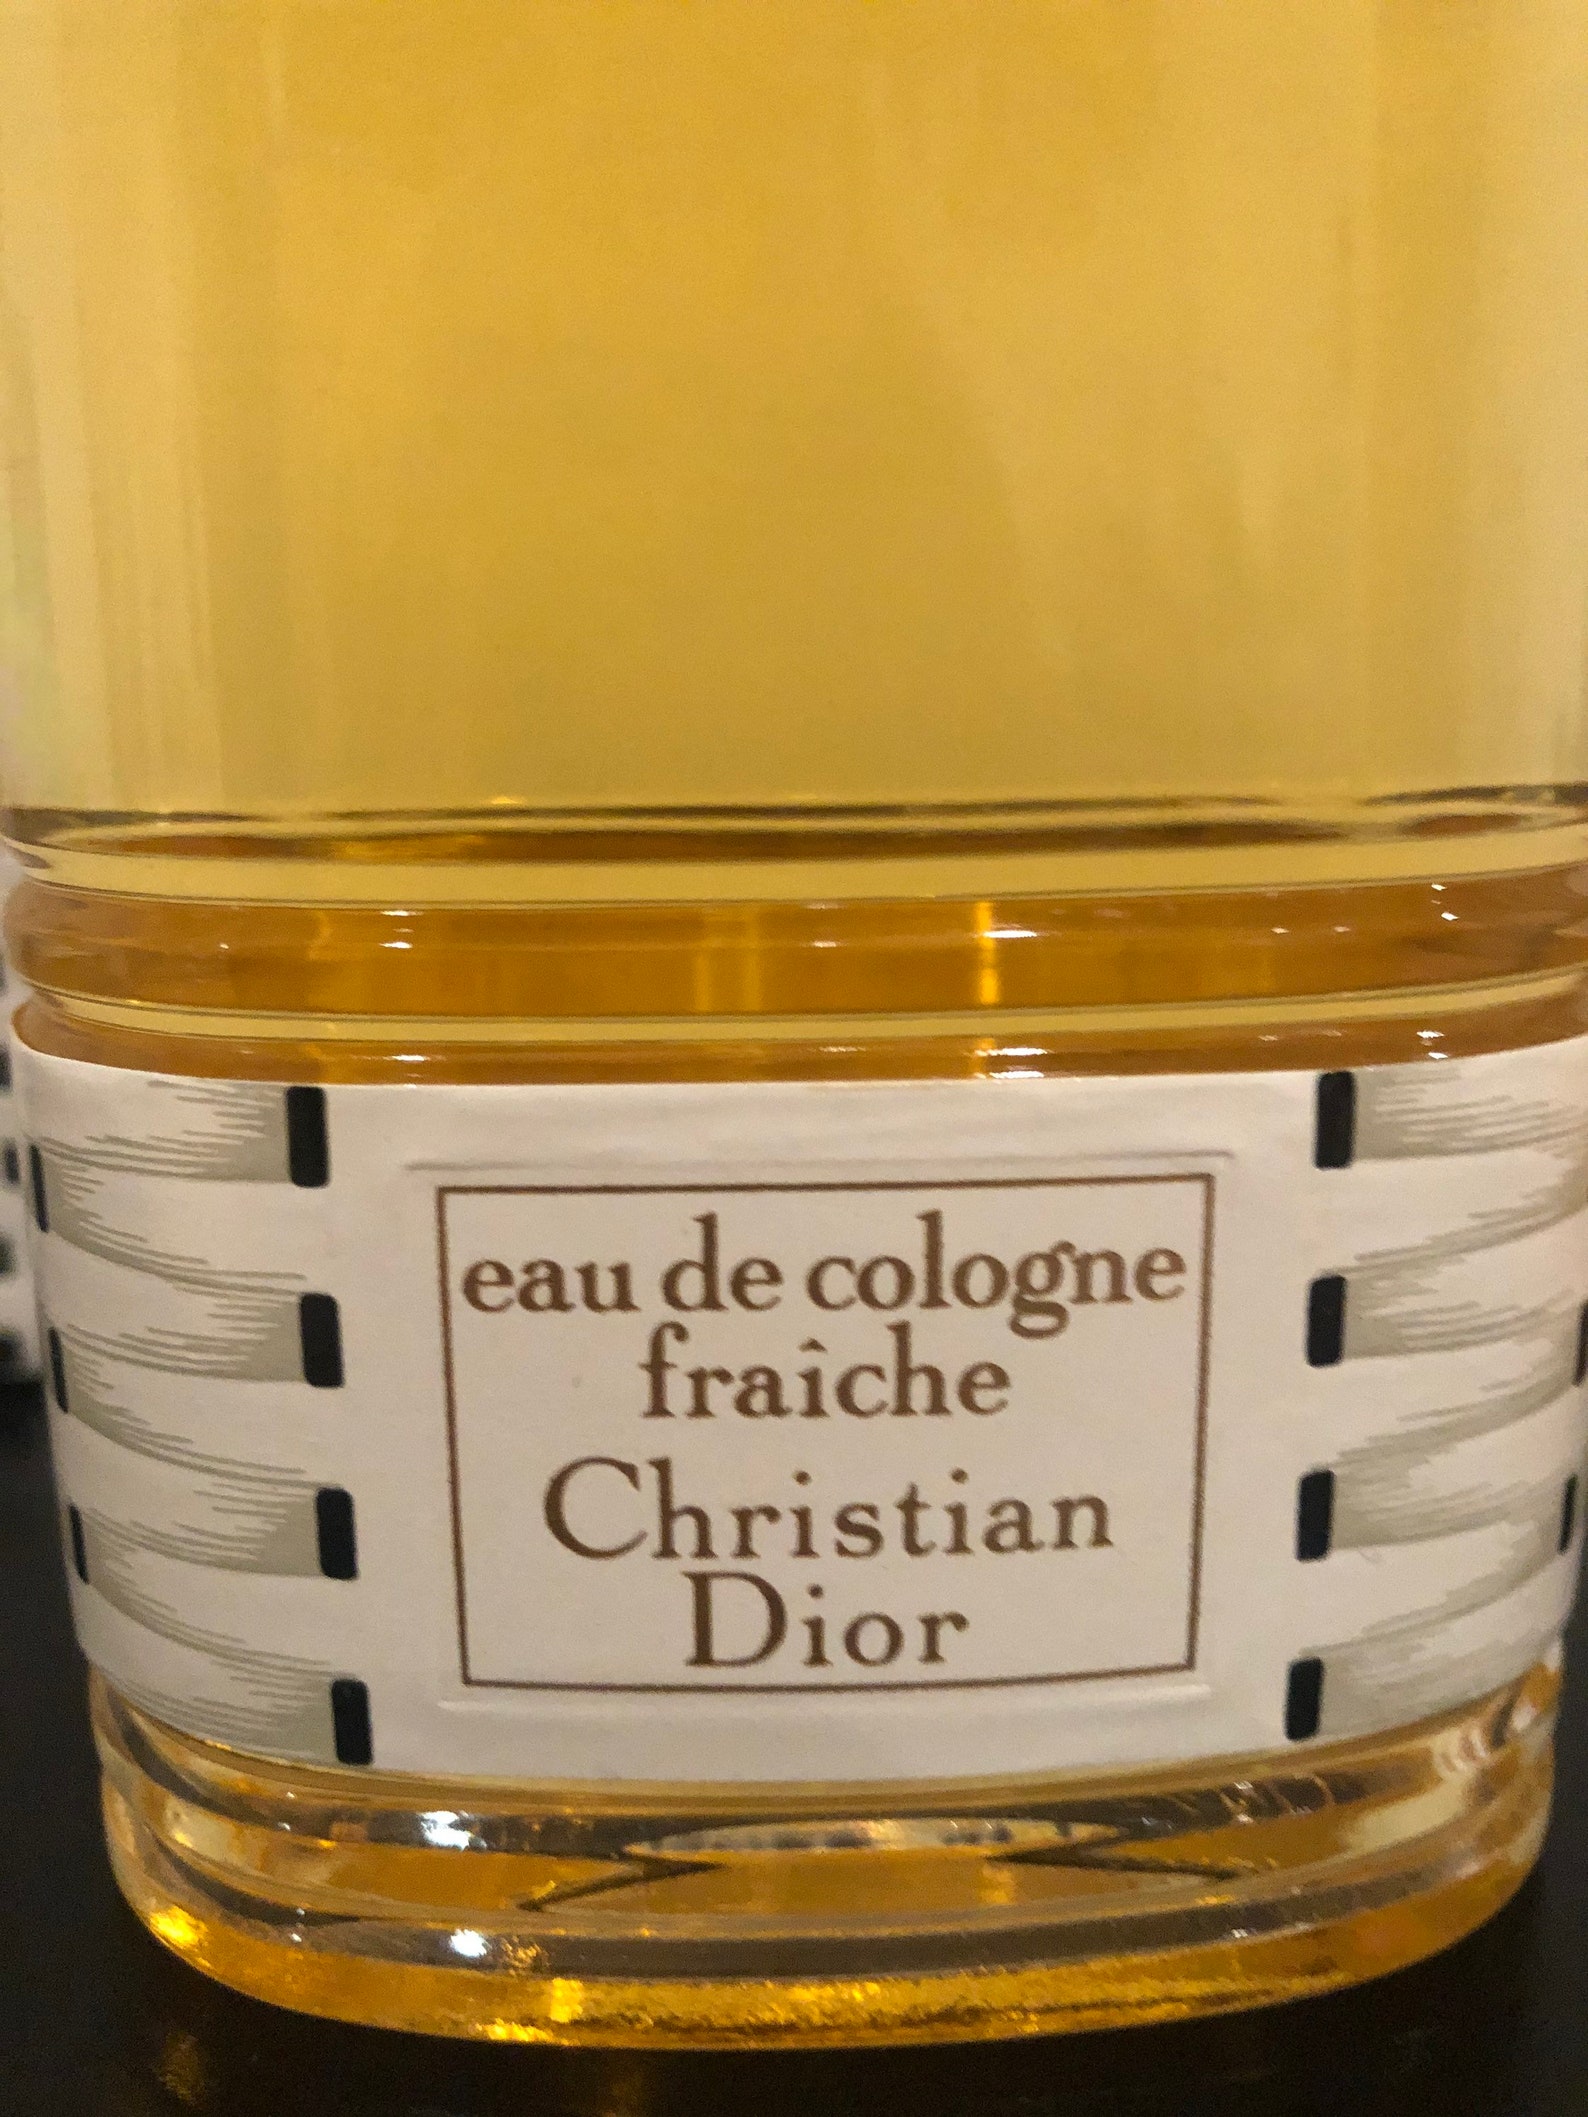 eau de cologne
fraîche
Christian
Dior